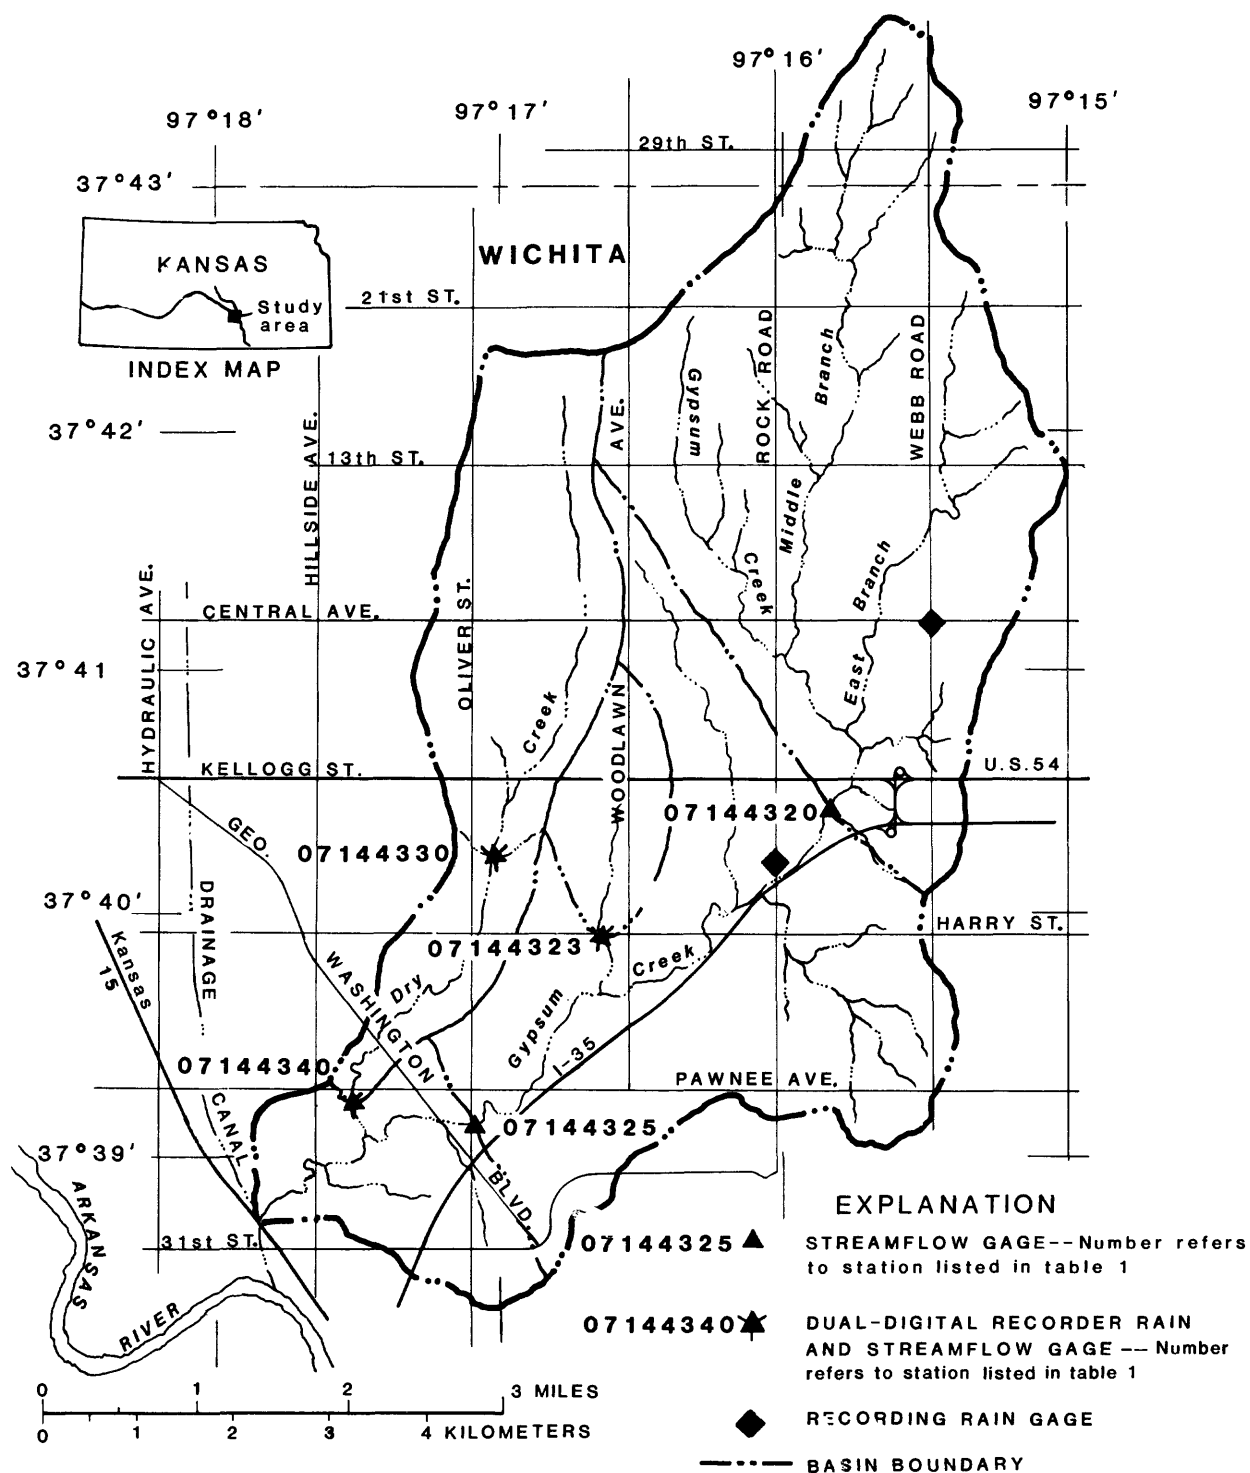 97°16'
97°15'
97°17'
97°18'
29th ST.
37°43'
WICHITA
KANSAS
Study
area
INDEX MAP
21st ST.
ROCK ROAD
Branch
WEBB ROAD
Gypsum
AVE.
37°42'
HILLSIDE AVE.
13th ST.
Middle
Creek
Branch
HYDRAULIC AVE.
CENTRAL AVE.
OLIVER ST.
37°41
East
Creek
WOODLAWN
KELLOGG ST.
U.S.54
07144320
GEO.
07144330
37°40'
DRAINAGE
Kansas
15
HARRY ST.
07144323
WASHINGTON
Dry
Creek
Gypsum
I-35
07144340
PAWNEE AVE.
CANAL
07144325
37°39'
BLVD.
ARKANSAS
RIVER
31st ST.
EXPLANATION
07144325 STREAMFLOW GAGE--Number refers
to station listed in table 1
07144340 DUAL-DIGITAL RECORDER RAIN
AND STREAMFLOW GAGE -- Number
refers to station listed in table 1
RECORDING RAIN GAGE
BASIN BOUNDARY
0 1 2 3 MILES
0 1 2 3 4 KILOMETERS